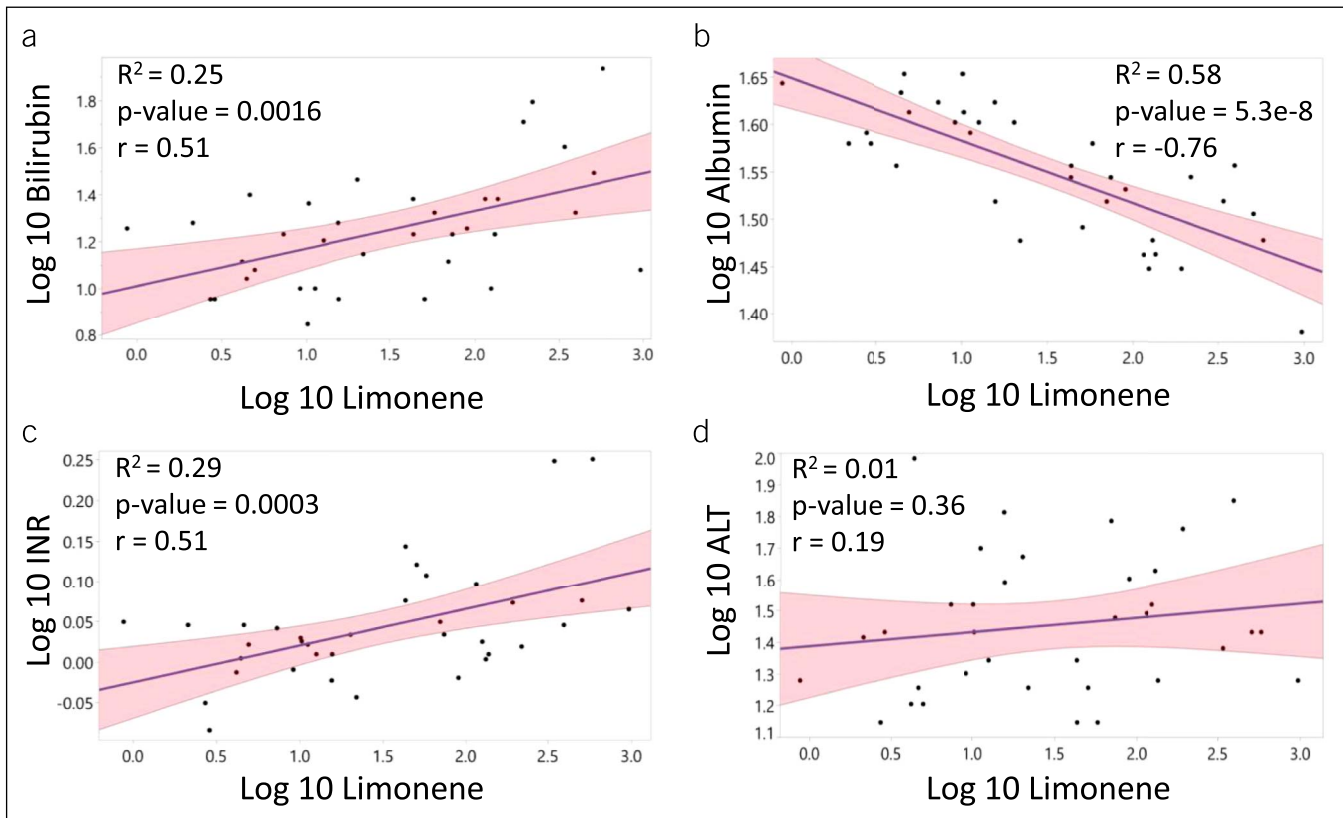 a
R² = 0.25
p-value = 0.0016
r = 0.51
Log 10 Bilirubin
1.8
1.6
1.4
1.2
1.0
0.8
0.0 0.5 1.0 1.5 2.0 2.5 3.0
Log 10 Limonene
b
R² = 0.58
p-value = 5.3e-8
r = -0.76
Log 10 Albumin
1.65
1.60
1.55
1.50
1.45
1.40
0.0 0.5 1.0 1.5 2.0 2.5 3.0
Log 10 Limonene
c
R² = 0.29
p-value = 0.0003
r = 0.51
Log 10 INR
0.25
0.20
0.15
0.10
0.05
0.00
-0.05
0.0 0.5 1.0 1.5 2.0 2.5 3.0
Log 10 Limonene
d
R² = 0.01
p-value = 0.36
r = 0.19
Log 10 ALT
2.0
1.9
1.8
1.7
1.6
1.5
1.4
1.3
1.2
1.1
0.0 0.5 1.0 1.5 2.0 2.5 3.0
Log 10 Limonene